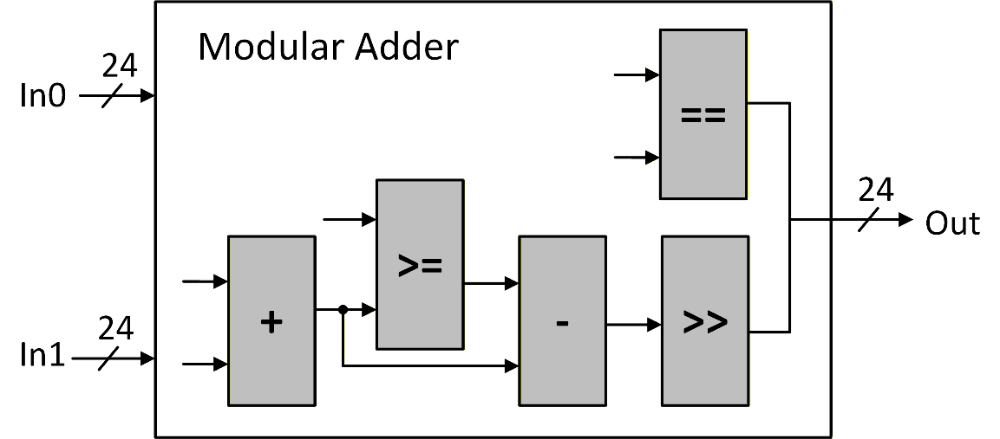 Modular Adder
24
In0
==
24
Out
>=
+
-
>>
24
In1